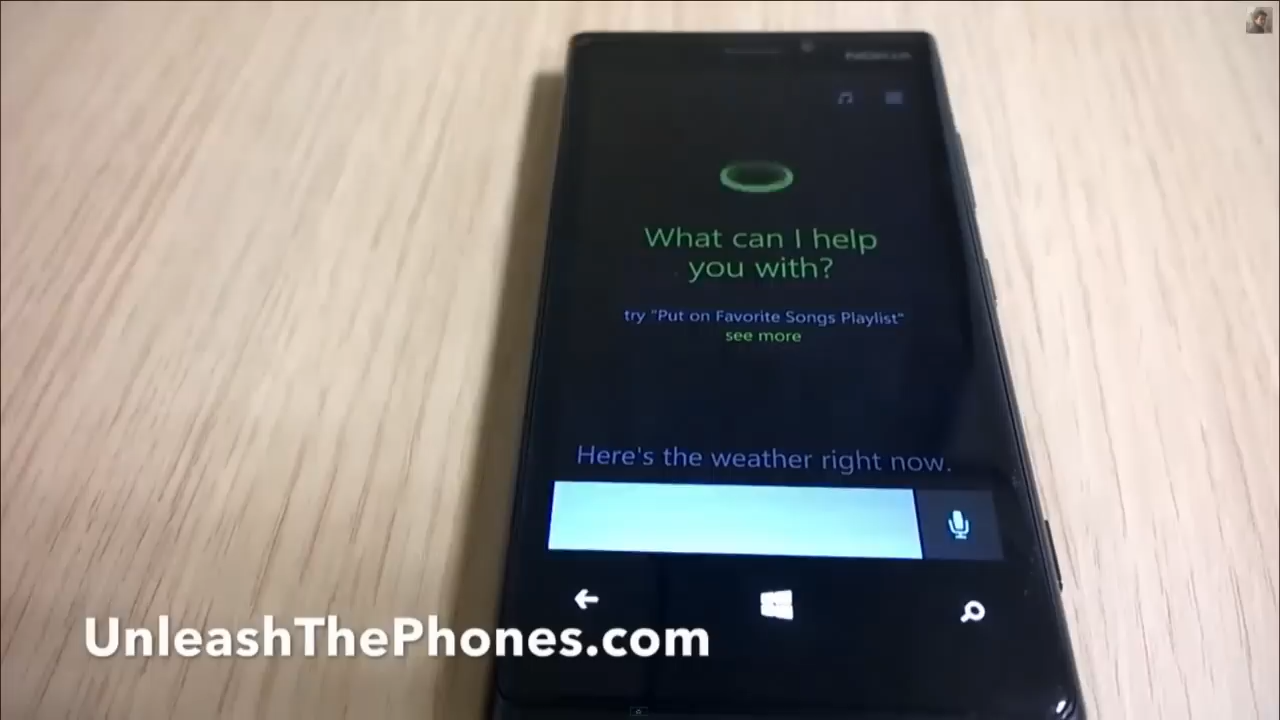 NOKIA
What can I help
you with?
try "Put on Favorite Songs Playlist"
see more
Here's the weather right now.
UnleashThePhones.com